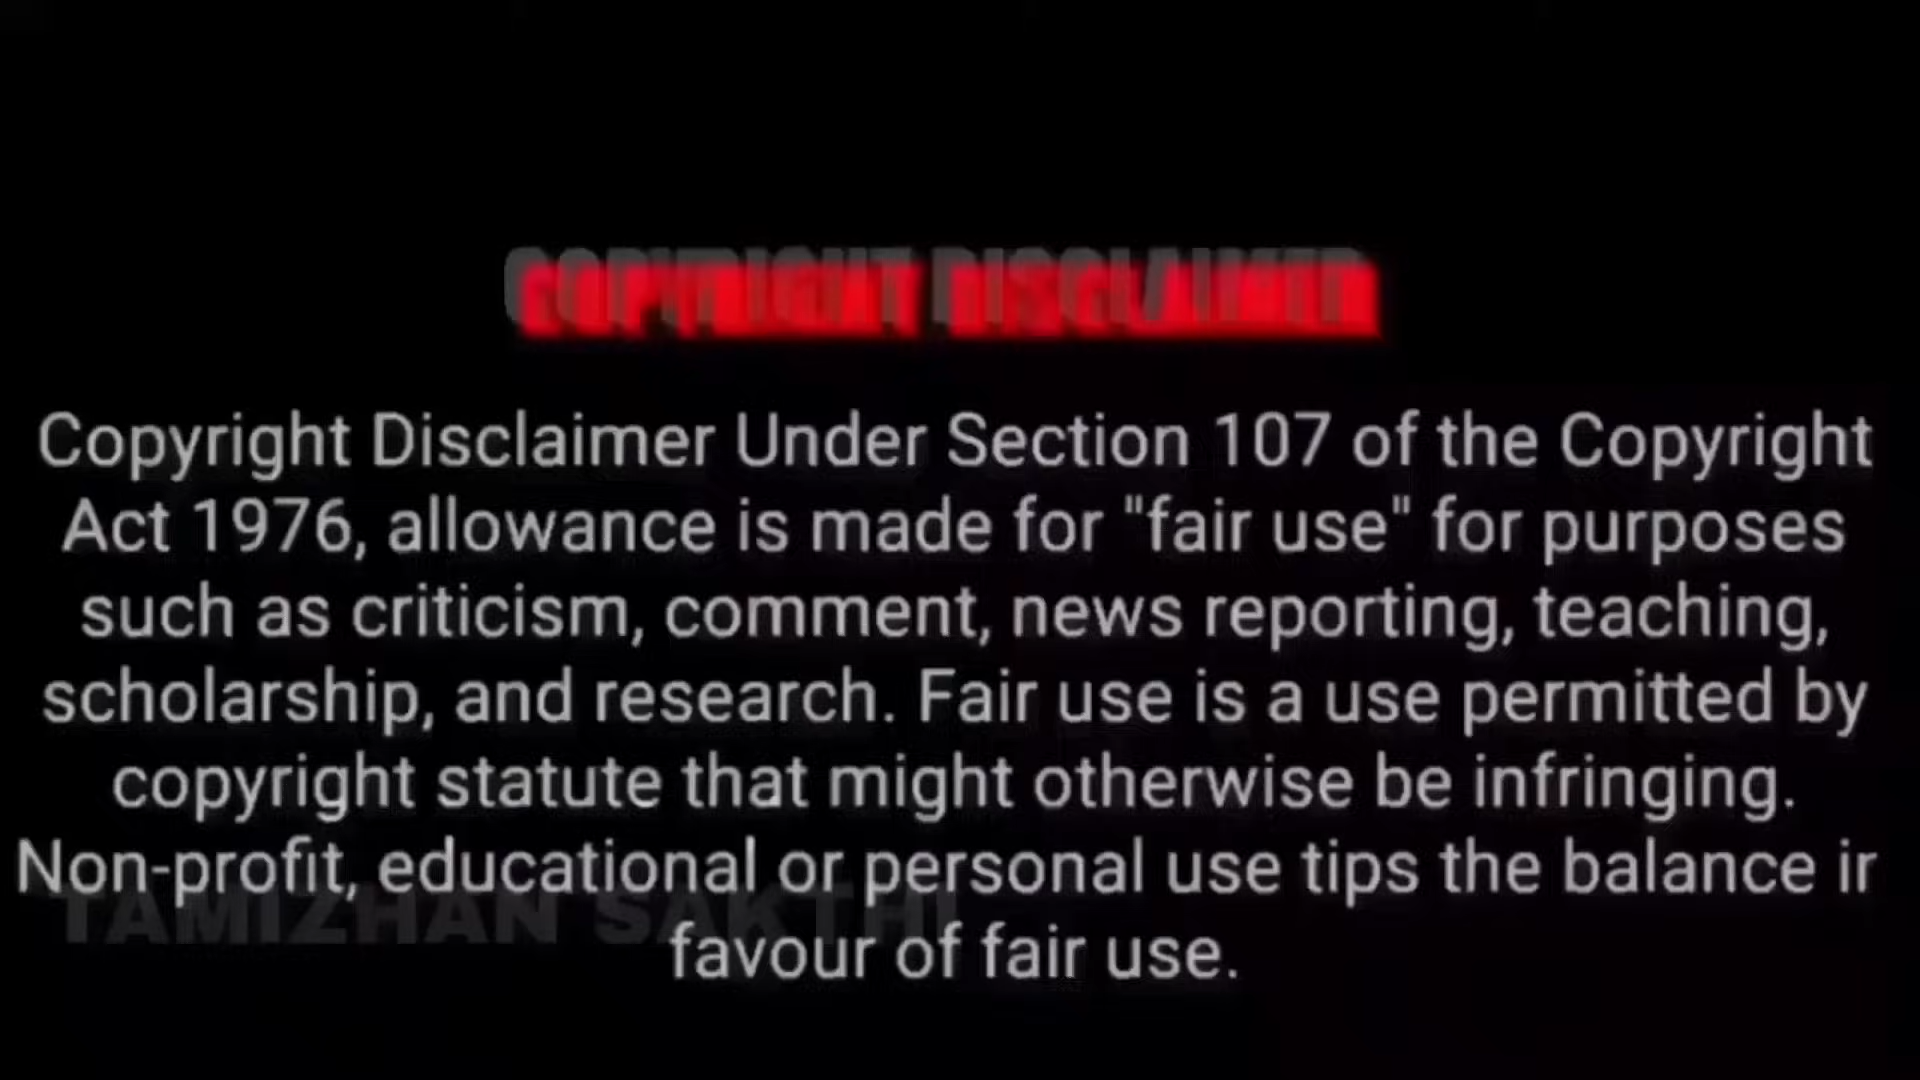 COPYRIGHT DISCLAIMER
Copyright Disclaimer Under Section 107 of the Copyright
Act 1976, allowance is made for "fair use" for purposes
such as criticism, comment, news reporting, teaching,
scholarship, and research. Fair use is a use permitted by
copyright statute that might otherwise be infringing.
Non-profit, educational or personal use tips the balance ir
TAMIZHAN SAKTHI
favour of fair use.